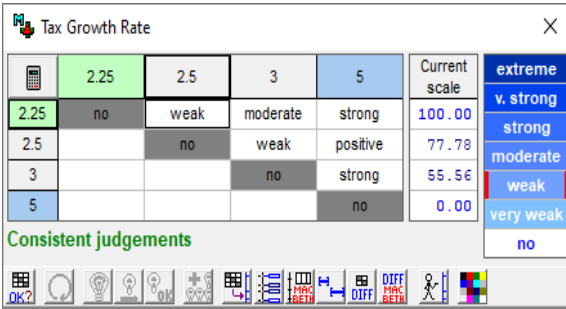 Tax Growth Rate
2.25 2.5 3 5 Current scale
2.25 no weak moderate strong 100.00
2.5 no weak positive 77.78
3 no strong 55.56
5 no 0.00
extreme
v. strong
strong
moderate
weak
very weak
no
Consistent judgements
OK? OK MAC BETH DIFF DIFF MAC BETH